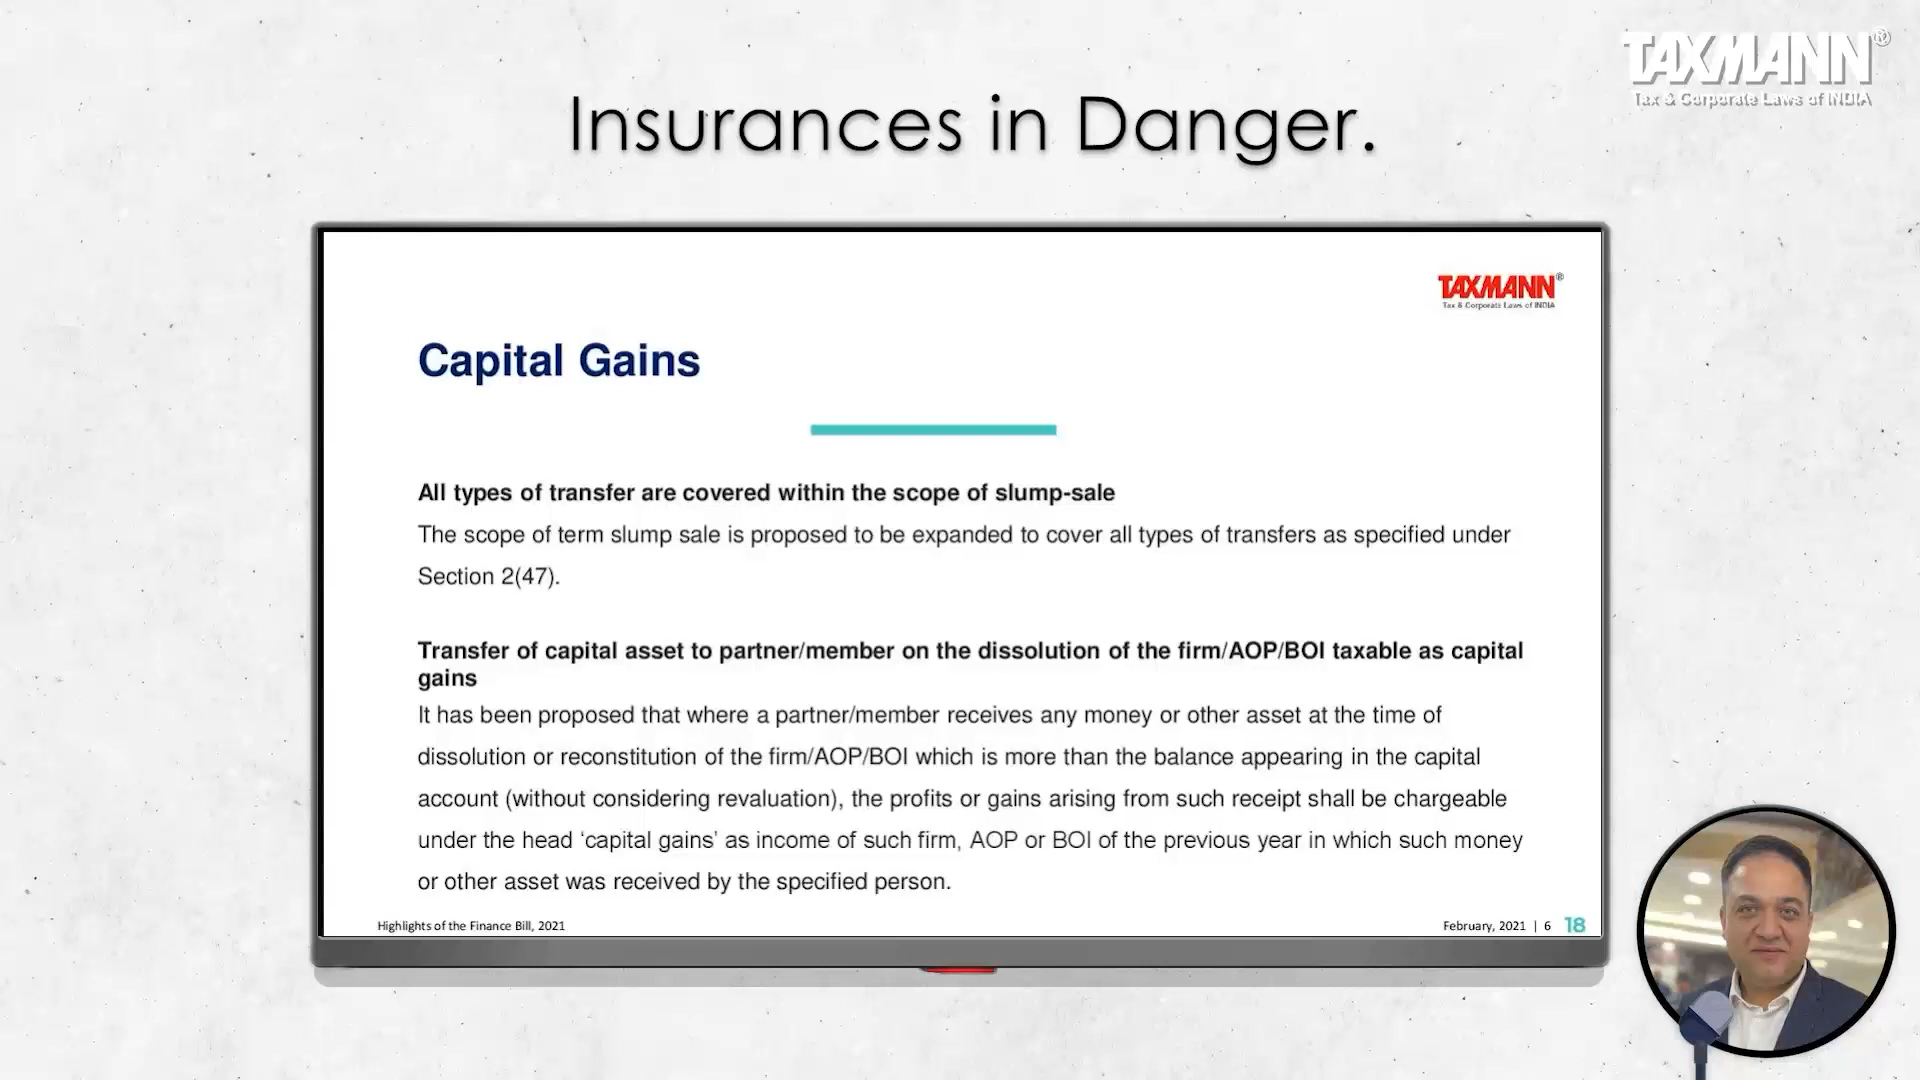 TAXMANN®
Tax & Corporate Laws of INDIA
Insurances in Danger.
TAXMANN®
Tax & Corporate Laws of INDIA
Capital Gains
All types of transfer are covered within the scope of slump-sale
The scope of term slump sale is proposed to be expanded to cover all types of transfers as specified under
Section 2(47).
Transfer of capital asset to partner/member on the dissolution of the firm/AOP/BOI taxable as capital
gains
It has been proposed that where a partner/member receives any money or other asset at the time of
dissolution or reconstitution of the firm/AOP/BOI which is more than the balance appearing in the capital
account (without considering revaluation), the profits or gains arising from such receipt shall be chargeable
under the head ‘capital gains’ as income of such firm, AOP or BOI of the previous year in which such money
or other asset was received by the specified person.
Highlights of the Finance Bill, 2021
February, 2021 | 6 18